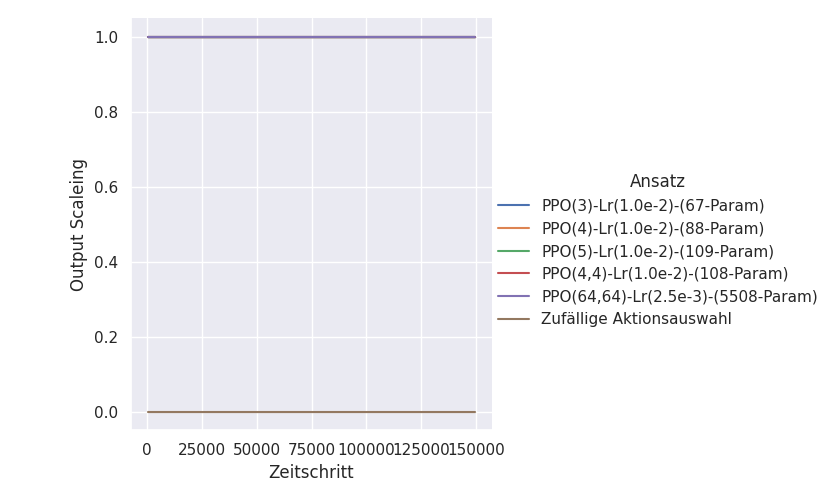 1.0
0.8
0.6
0.4
0.2
0.0
Output Scaleing
0 25000 50000 75000 100000 125000 150000
Zeitschritt
Ansatz
PPO(3)-Lr(1.0e-2)-(67-Param)
PPO(4)-Lr(1.0e-2)-(88-Param)
PPO(5)-Lr(1.0e-2)-(109-Param)
PPO(4,4)-Lr(1.0e-2)-(108-Param)
PPO(64,64)-Lr(2.5e-3)-(5508-Param)
Zufällige Aktionsauswahl